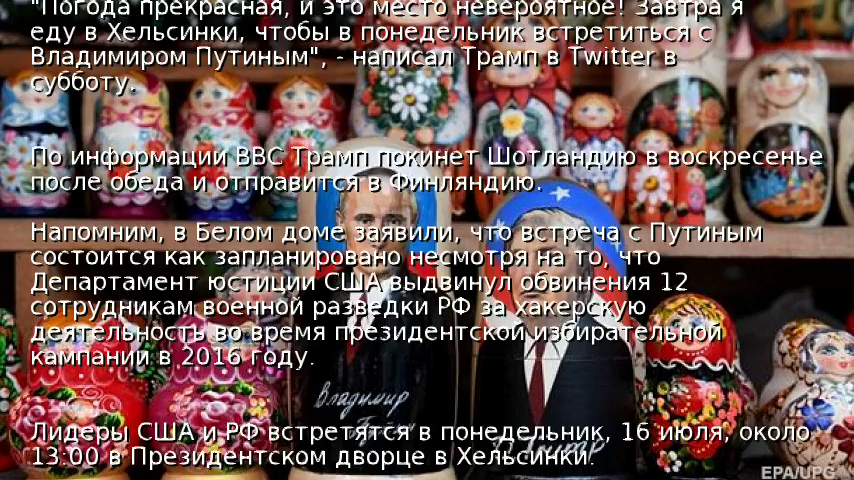 "Погода прекрасная, и это место невероятное! Завтра я
еду в Хельсинки, чтобы в понедельник встретиться с
Владимиром Путиным", - написал Трамп в Twitter в
субботу.
По информации BBC Трамп покинет Шотландию в воскресенье
после обеда и отправится в Финляндию.
Напомним, в Белом доме заявили, что встреча с Путиным
состоится как запланировано несмотря на то, что
Департамент юстиции США выдвинул обвинения 12
сотрудникам военной разведки РФ за хакерскую
деятельность во время президентской избирательной
кампании в 2016 году.
Владимир
Лидеры США и РФ встретятся в понедельник, 16 июля, около
13:00 в Президентском дворце в Хельсинки.
EPA/UPG